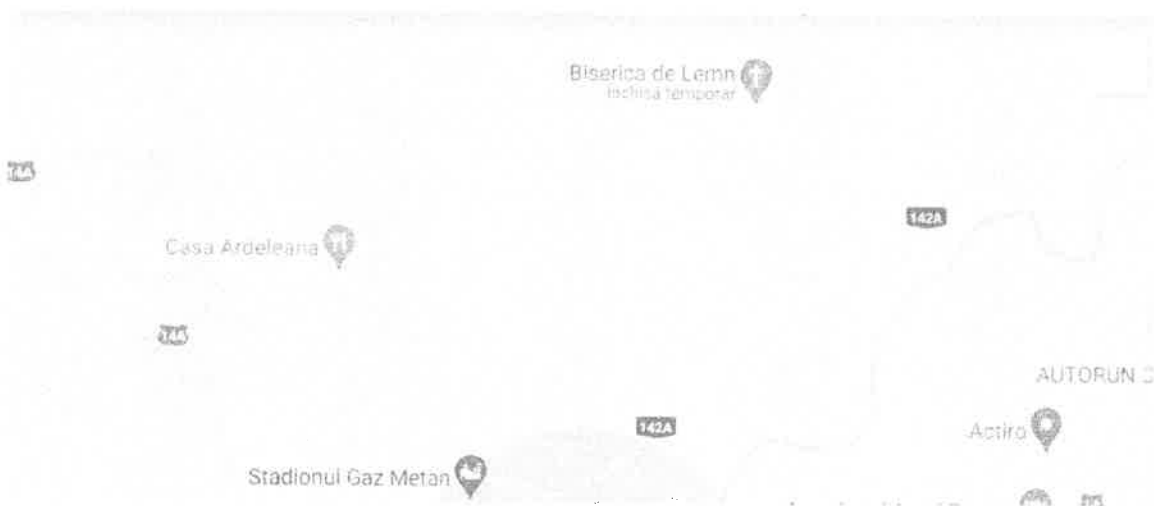 Biserica de Lemn
Închisă temporar
14A
142A
Casa Ardeleana
14A
AUTORUN
142A
Actiro
Stadionul Gaz Metan